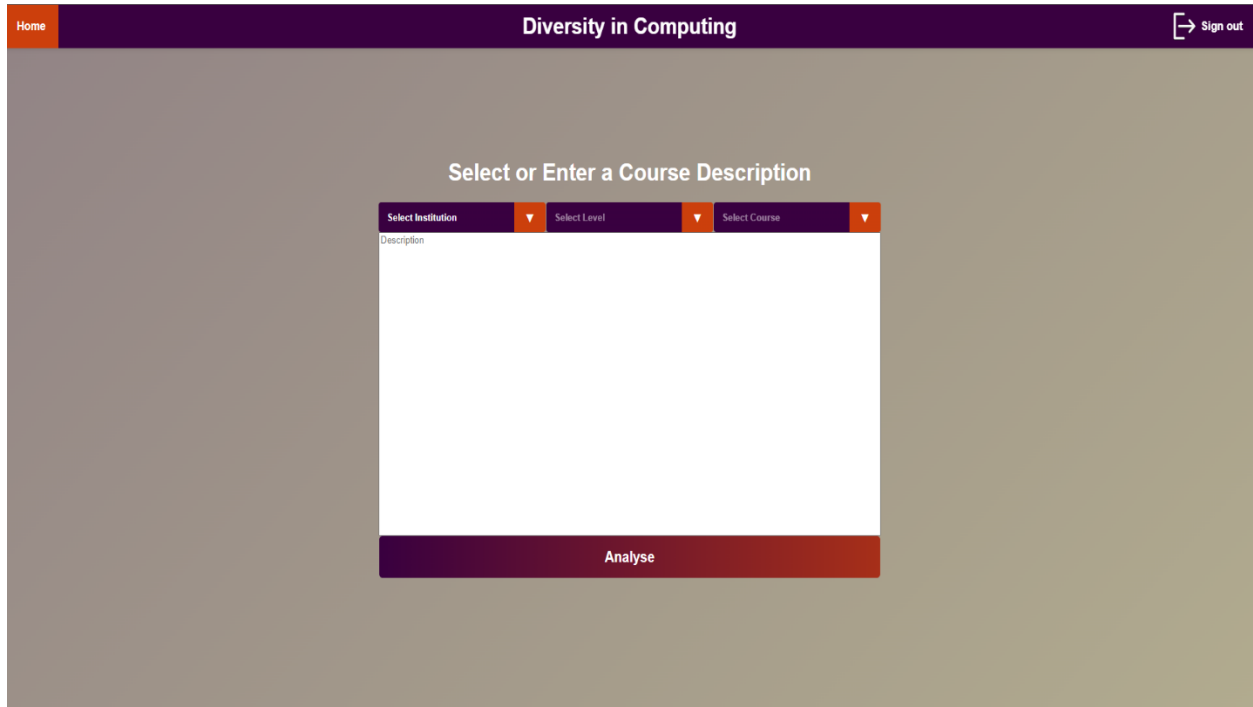 Home Diversity in Computing Sign out
Select or Enter a Course Description
Select Institution ▼ Select Level ▼ Select Course ▼
Description
Analyse